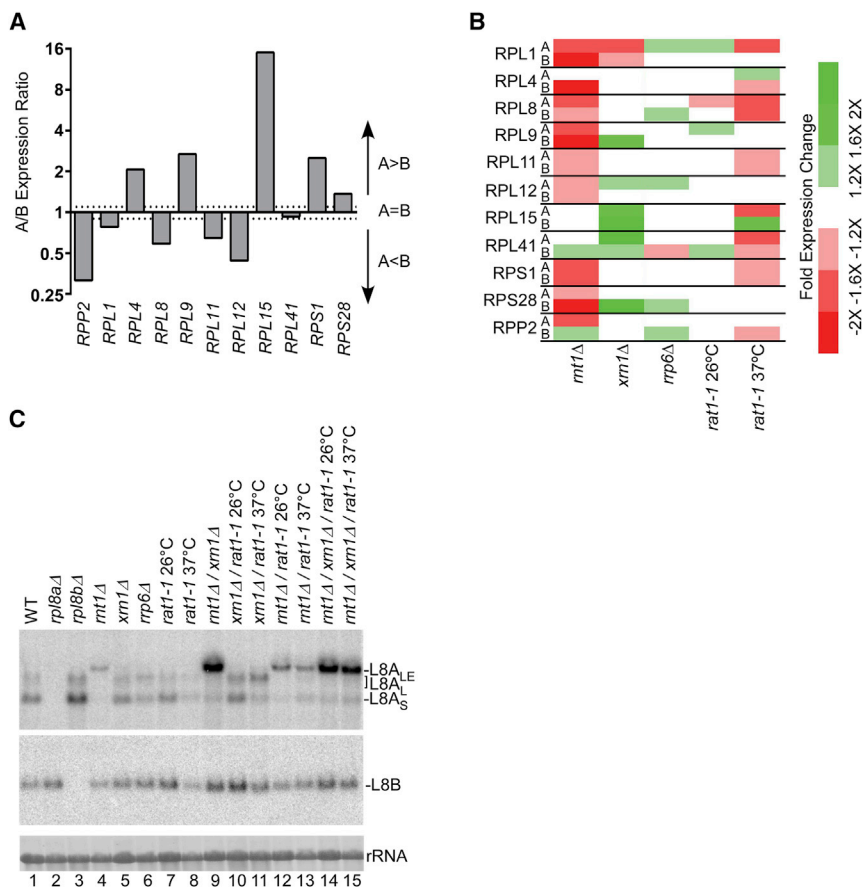 A
A/B Expression Ratio
16
8
4
2
1
0.5
0.25
A>B
A=B
A<B
RPP2
RPL1
RPL4
RPL8
RPL9
RPL11
RPL12
RPL15
RPL41
RPS1
RPS28
B
RPL1 A B
RPL4 A B
RPL8 A B
RPL9 A B
RPL11 A B
RPL12 A B
RPL15 A B
RPL41 A B
RPS1 A B
RPS28 A B
RPP2 A B
rnt1Δ
xrn1Δ
rrp6Δ
rat1-1 26ºC
rat1-1 37ºC
Fold Expression Change
-2X -1.6X -1.2X
1.2X 1.6X 2X
C
WT
rpl8aΔ
rpl8bΔ
rnt1Δ
xrn1Δ
rrp6Δ
rat1-1 26°C
rat1-1 37°C
rnt1Δ / xrn1Δ
xrn1Δ / rat1-1 26°C
xrn1Δ / rat1-1 37°C
rnt1Δ / rat1-1 26°C
rnt1Δ / rat1-1 37°C
rnt1Δ / xrn1Δ / rat1-1 26°C
rnt1Δ / xrn1Δ / rat1-1 37°C
-L8ALE
]L8AL
-L8AS
-L8B
rRNA
1 2 3 4 5 6 7 8 9 10 11 12 13 14 15